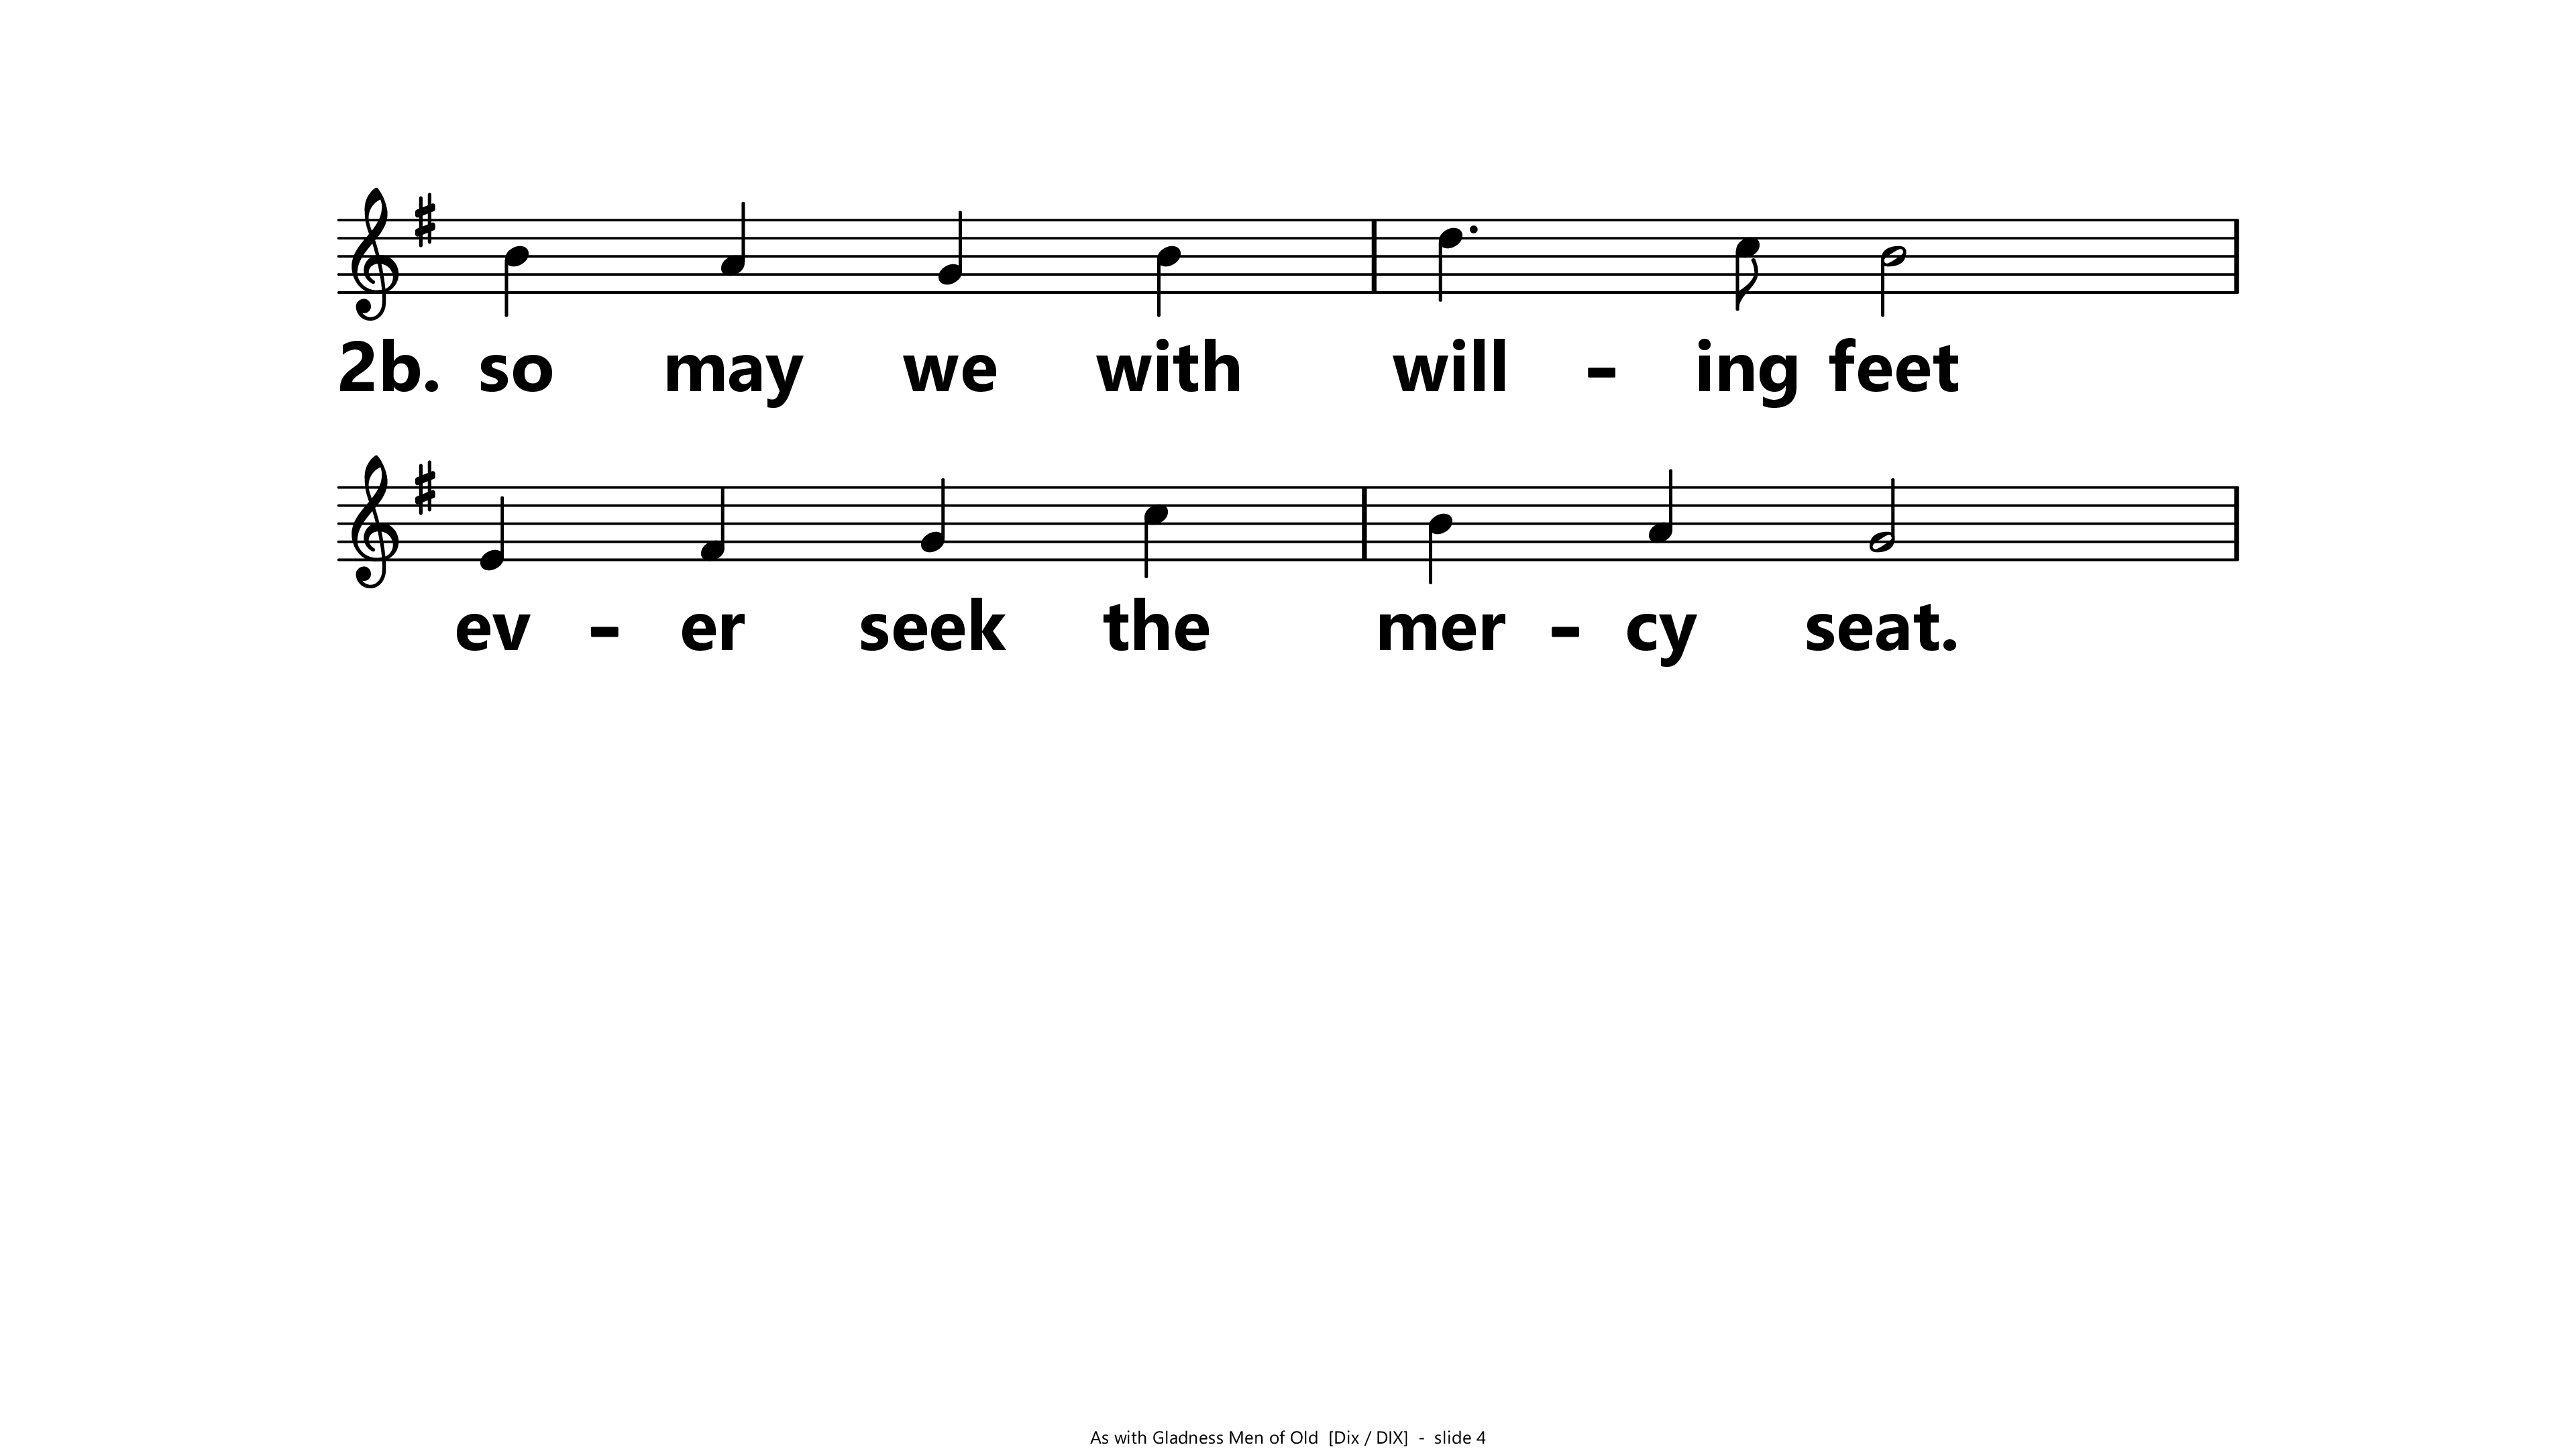 2b. so may we with will - ing feet
ev - er seek the mer - cy seat.
As with Gladness Men of Old [Dix / DIX] - slide 4